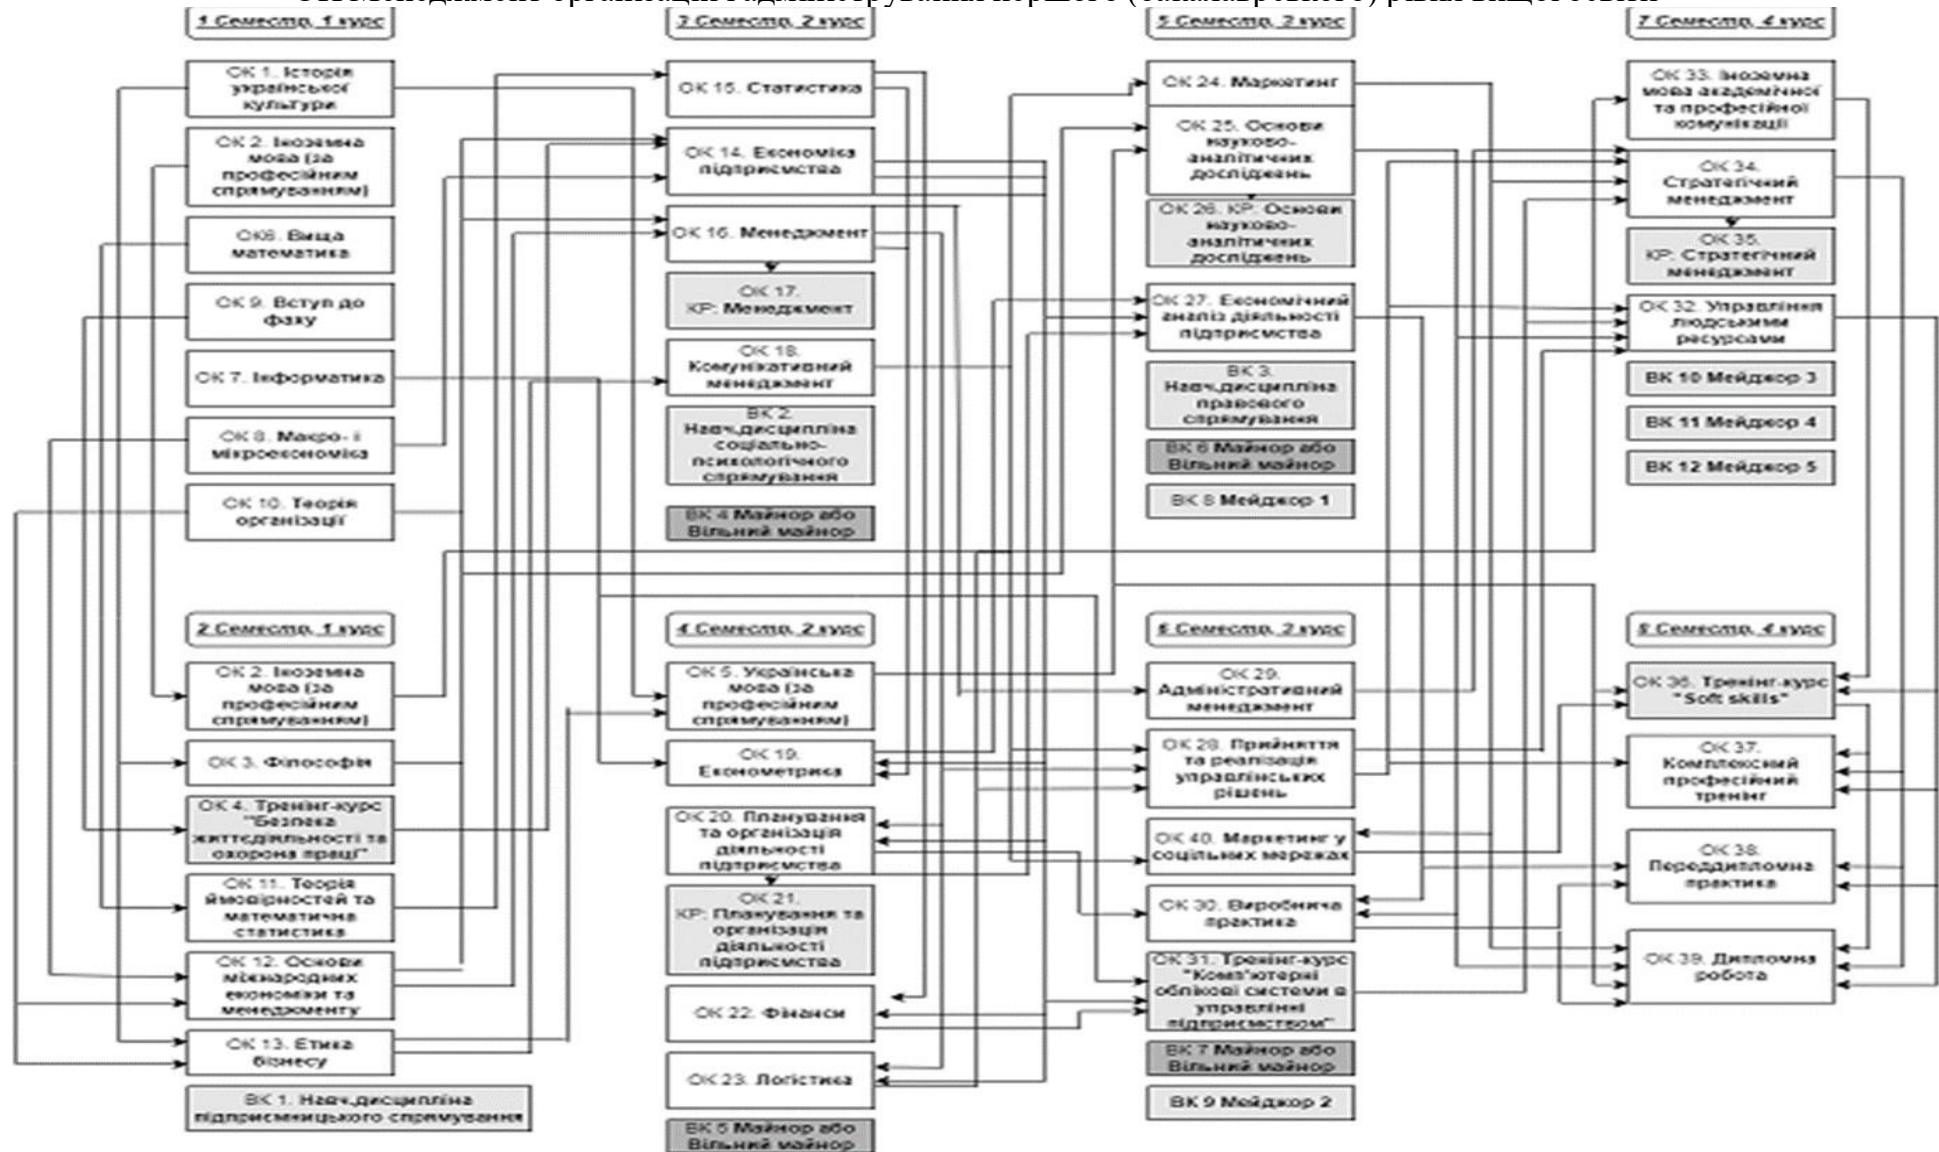 1 Семестр, 1 курс
ОК 1. Історія
української
культури
ОК 2. Іноземна
мова (за
професійним
спрямуванням)
ОК6. Вища
математика
ОК 9. Вступ до
фаху
ОК 7. Інформатика
ОК 8. Макро- і
мікроекономіка
ОК 10. Теорія
організації
2 Семестр, 1 курс
ОК 2. Іноземна
мова (за
професійним
спрямуванням)
ОК 3. Філософія
ОК 4. Тренінг-курс
"Безпека
життєдіяльності та
охорона праці"
ОК 11. Теорія
ймовірностей та
математична
статистика
ОК 12. Основи
міжнародних
економіки та
менеджменту
ОК 13. Етика
бізнесу
ВК 1. Навч.дисципліна
підприємницького спрямування
3 Семестр, 2 курс
ОК 15. Статистика
ОК 14. Економіка
підприємства
ОК 16. Менеджмент
ОК 17.
КР: Менеджмент
ОК 18.
Комунікативний
менеджмент
ВК 2.
Навч.дисципліна
соціально-
психологічного
спрямування
ВК 4 Майнор або
Вільний майнор
4 Семестр, 2 курс
ОК 5. Українська
мова (за
професійним
спрямуванням)
ОК 19.
Економетрика
ОК 20. Планування
та організація
діяльності
підприємства
ОК 21.
КР: Планування та
організація
діяльності
підприємства
ОК 22. Фінанси
ОК 23. Логістика
ВК 5 Майнор або
Вільний майнор
5 Семестр, 3 курс
ОК 24. Маркетинг
ОК 25. Основи
науково-
аналітичних
досліджень
ОК 26. КР: Основи
науково-
аналітичних
досліджень
ОК 27. Економічний
аналіз діяльності
підприємства
ВК 3.
Навч.дисципліна
правового
спрямування
ВК 6 Майнор або
Вільний майнор
ВК 8 Мейджор 1
6 Семестр, 3 курс
ОК 29.
Адміністративний
менеджмент
ОК 28. Прийняття
та реалізація
управлінських
рішень
ОК 40. Маркетинг у
соцільних мережах
ОК 30. Виробнича
практика
ОК 31. Тренінг-курс
"Комп'ютерні
облікові системи в
управлінні
підприємством"
ВК 7 Майнор або
Вільний майнор
ВК 9 Мейджор 2
7 Семестр, 4 курс
ОК 33. Іноземна
мова академічної
та професійної
комунікації
ОК 34.
Стратегічний
менеджмент
ОК 35.
КР: Стратегічний
менеджмент
ОК 32. Управління
людськими
ресурсами
ВК 10 Мейджор 3
ВК 11 Мейджор 4
ВК 12 Мейджор 5
8 Семестр, 4 курс
ОК 36. Тренінг-курс
"Soft skills"
ОК 37.
Комплексний
професійний
тренінг
ОК 38.
Переддипломна
практика
ОК 39. Дипломна
робота